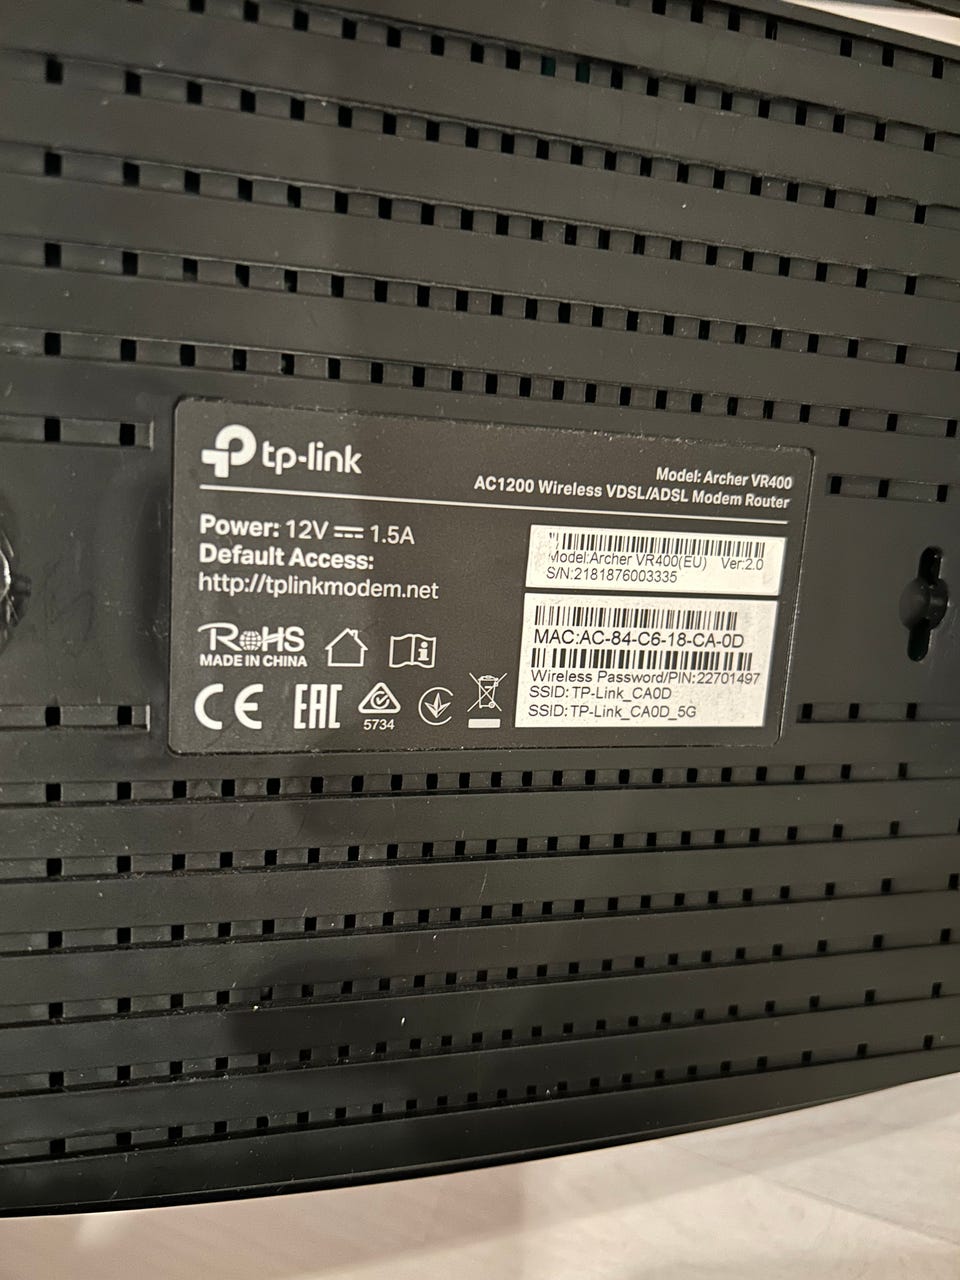 tp-link
Model: Archer VR400
AC1200 Wireless VDSL/ADSL Modem Router
Power: 12V ⎓ 1.5A
Default Access:
http://tplinkmodem.net
Model:Archer VR400(EU) Ver:2.0
S/N:2181876003335
MAC:AC-84-C6-18-CA-0D
Wireless Password/PIN:22701497
SSID: TP-Link_CA0D
SSID: TP-Link_CA0D_5G
RoHS
MADE IN CHINA
i
CE
EAC
5734